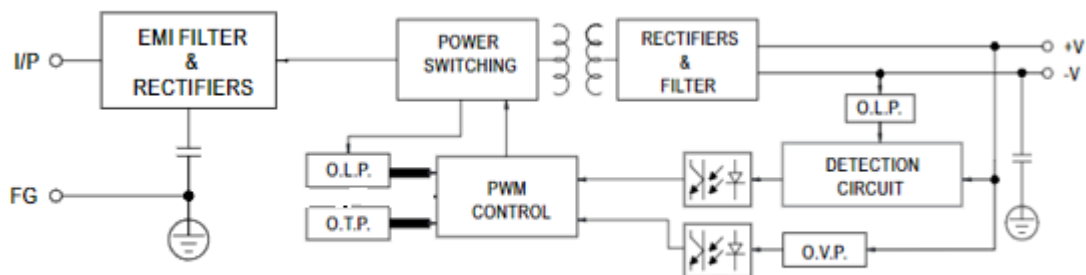 EMI FILTER
&
RECTIFIERS
POWER
SWITCHING
RECTIFIERS
&
FILTER
I/P
+V
-V
O.L.P.
O.L.P.
PWM
CONTROL
DETECTION
CIRCUIT
FG
O.T.P.
O.V.P.